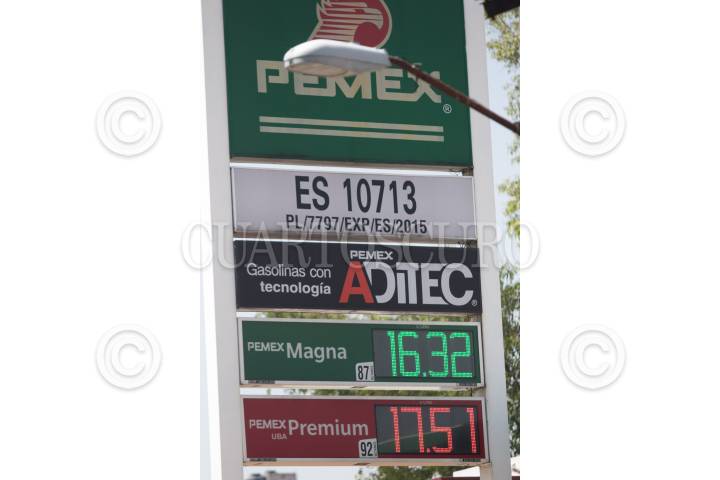 PEMEX
®
ES 10713
PL/7797/EXP/ES/2015
CUARTOSCURO
PEMEX
Gasolinas con
tecnología
ADITEC®
PEMEX Magna
87
16.32
PEMEX Premium
UBA
92
17.51
©
©
©
©